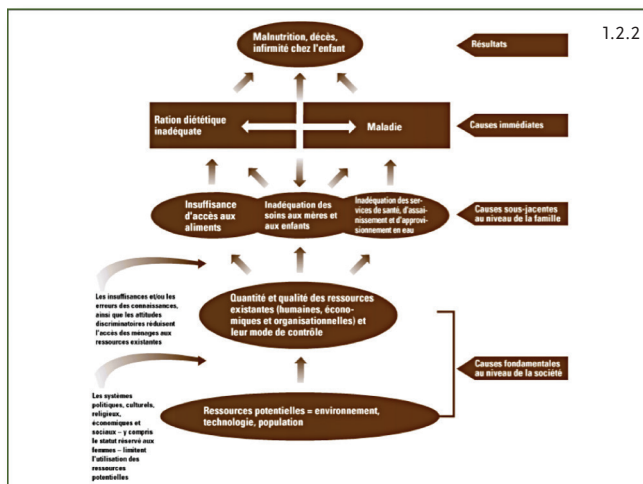 1.2.2
Malnutrition, décès,
infirmité chez l'enfant
Résultats
Ration diététique
inadéquate
Maladie
Causes immédiates
Insuffisance
d'accès aux
aliments
Inadéquation des
soins aux mères et
aux enfants
Inadéquation des ser-
vices de santé, d'assai-
nissement et d'approvi-
sionnement en eau
Causes sous-jacentes
au niveau de la famille
Les insuffisances et/ou les
erreurs des connaissances,
ainsi que les attitudes
discriminatoires réduisent
l'accès des ménages aux
ressources existantes
Quantité et qualité des ressources
existantes (humaines, écono-
miques et organisationnelles) et
leur mode de contrôle
Causes fondamentales
au niveau de la société
Les systèmes
politiques, culturels,
religieux,
économiques et
sociaux – y compris
le statut réservé aux
femmes – limitent
l'utilisation des
ressources
potentielles
Ressources potentielles = environnement,
technologie, population